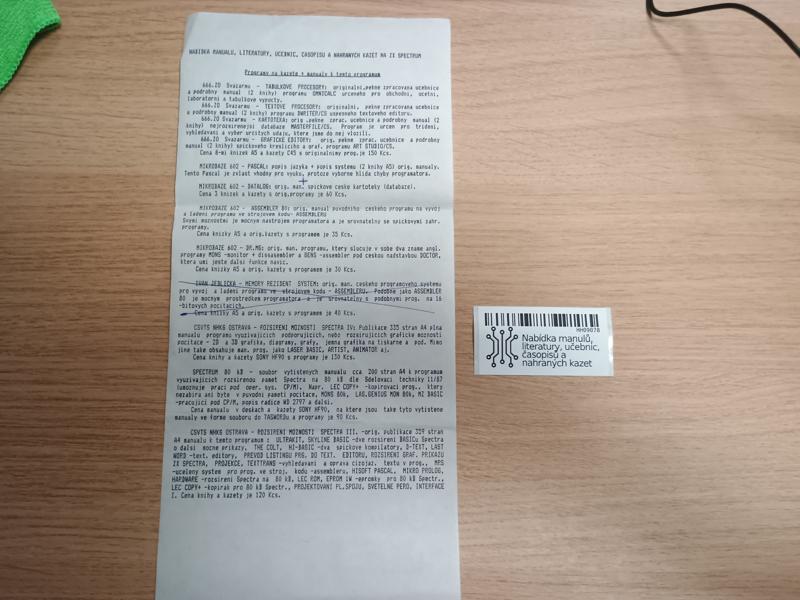 NABIDKA MANUALU, LITERATURY, UCEBNIC, CASOPISU A NAHRANYCH KAZET NA ZX SPECTRUM
Programy na kazete + manualy k temto programum
666.ZO Svazarmu - TABULKOVE PROCESORY: originalni, pekne zpracovana ucebnice
a podrobny manual (2 knihy) programu OMNICALC urceneho pro obchodni, ucetni,
laboratorni a tabulkove vypocty.
666.ZO Svazarmu - TEXTOVE PROCESORY: originalni, pekne zpracovana ucebnice
a podrobny manual (2 knihy) programu DWRITER/CS uspesneho textoveho editoru.
666.ZO Svazarmu - KARTOTEKA: orig .pekne zprac. ucebnice a podrobny manual (2
knihy) nejrozsirenejsi databaze MASTERFILE/CS. Program je urcen pro trideni,
vyhledavani a vyber urcitych udaju, ktere jsme do nej vlozili.
666.ZO Svazarmu - GRAFICKE EDITORY: orig. pekne zprac. ucebnice a podrobny
manual (2 knihy) spickoveho kresliciho a graf. programu ART STUDIO/CS.
Cena 8-mi knizek A5 a kazety C45 s originalnimi prog.je 150 Kcs.
MIKROBAZE 602 - PASCAL: popis jazyka + popis systemu (2 knihy A5) orig. manualy.
Tento Pascal je zvlast vhodny pro vyuku, protoze vyborne hlida chyby programatora.
MIKROBAZE 602 - DATALOG: orig. man. spickove ceske kartoteky (databaze).
Cena 3 knizek a kazety s orig.programy je 60 Kcs.
MIKROBAZE 602 - ASSEMBLER 80: orig. manual puvodniho ceskeho programu na vyvoj
a ladeni programu ve strojovem kodu- ASSEMBLERU
Svymi moznostmi je mocnym nastrojem programatora a je srovnatelny se spickovymi zahr.
programy.
Cena knizky A5 a orig.kazety s programem je 35 Kcs.
MIKROBAZE 602 - DR.MG: orig. man. programu, ktery slucuje v sobe dva zname angl.
programy MONS -monitor + dissasembler a GENS -assembler pod ceskou nadstavbou DOCTOR,
ktera umi jeste dalsi funkce navic.
Cena knizky A5 a orig.kazety s programem je 30 Kcs.
IVAN - MEMORY REZIDENT SYSTEM: orig. man. ceskeho programoveho systemu
pro vyvoj a ladeni programu ve strojovem kodu - ASSEMBLERU. Podobne jako ASSEMBLER
80 je mocnym prostredkem programatora a je srovnatelny s podobnymi prog. na 16
-bitovych pocitacich.
Cena knizky A5 a orig. kazety s programem je 40 Kcs.
CSVTS NHKG OSTRAVA - ROZSIRENI MOZNOSTI SPECTRA IV: Publikace 335 stran A4 plna
manualu programu vyuzivajicich podporujicich, nebo rozsirujicich graficke moznosti
pocitace - 2D a 3D grafika, diagramy, grafy, jemna grafika na tiskarne a pod. Mimo
jine take obsahuje man. prog. jako LASER BASIC, ARTIST, ANIMATOR aj.
Cena knihy a kazety SONY HF90 s programy je 130 Kcs.
SPECTRUM 80 kB - soubor vytistenych manualu cca 200 stran A4 k programum
vyuzivajicich rozsirenou pamet Spectra na 80 kB dle Sdelovaci techniky 11/87
(umoznuje praci pod oper. sys. CP/M). Napr. LEC COPY+ -kopirovaci prog., ktery
nezabira ani byte v puvodni pameti pocitace, MONS 80k, LAS.GENIUS MON 80k, M2 BASIC
-pracujici pod CP/M, popis radice WD 2797 a dalsi.
Cena manualu v deskach a kazety SONY HF90, na ktere jsou take tyto vytistene
manualy ve forme souboru do TASWORDu a programy je 90 Kcs.
CSVTS NHKG OSTRAVA - ROZSIRENI MOZNOSTI SPECTRA III. -orig. publikace 339 stran
A4 manualu k temto programum : ULTRAKIT, SKYLINE BASIC -dve rozsireni BASICu Spectra
o dalsi mocne prikazy, THE COLT, HI-BASIC -dva spickove kompilatory, D-TEXT, LAST
WORD -text. editory, PREVOD LISTINGU PRG. DO TEXT. EDITORU, ROZSIRENI GRAF. PRIKAZU
ZX SPECTRA, PROJEKCE, TEXTTRANS -vyhledavani a oprava cizojaz. textu v prog., MRS
-uceleny system pro prog. ve stroj. kodu -assembleru, HISOFT PASCAL, MIKRO PROLOG,
HARDWARE -rozsireni Spectra na 80 kB, LEC ROM, EPROM IW -epromky pro 80 kB Spectr.,
LEC COPY+ -kopirak pro 80 kB Spectr., PROJEKTOVANI PL.SPOJU, SVETELNE PERO, INTERFACE
I. Cena knihy a kazety je 120 Kcs.
HH09078
Nabídka manulů,
literatury, učebnic,
časopisů a
nahraných kazet